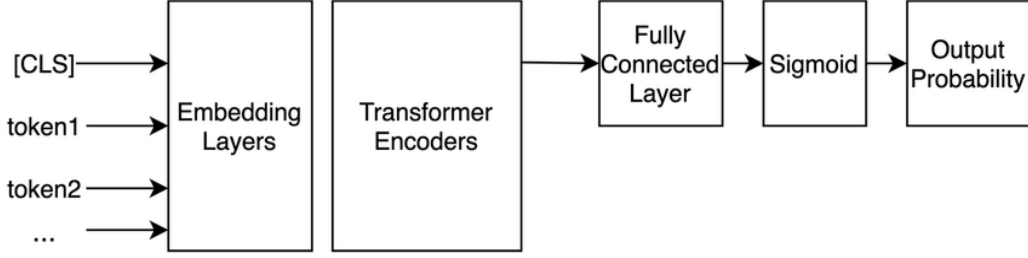 [CLS]
token1
token2
...
Embedding
Layers
Transformer
Encoders
Fully
Connected
Layer
Sigmoid
Output
Probability